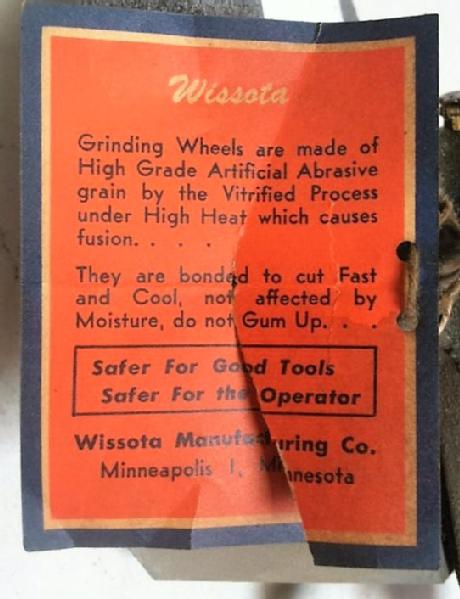 Wissota
Grinding Wheels are made of
High Grade Artificial Abrasive
grain by the Vitrified Process
under High Heat which causes
fusion. . . .
They are bonded to cut Fast
and Cool, not affected by
Moisture, do not Gum Up. . .
Safer For Good Tools
Safer For the Operator
Wissota Manufacturing Co.
Minneapolis 1, Minnesota